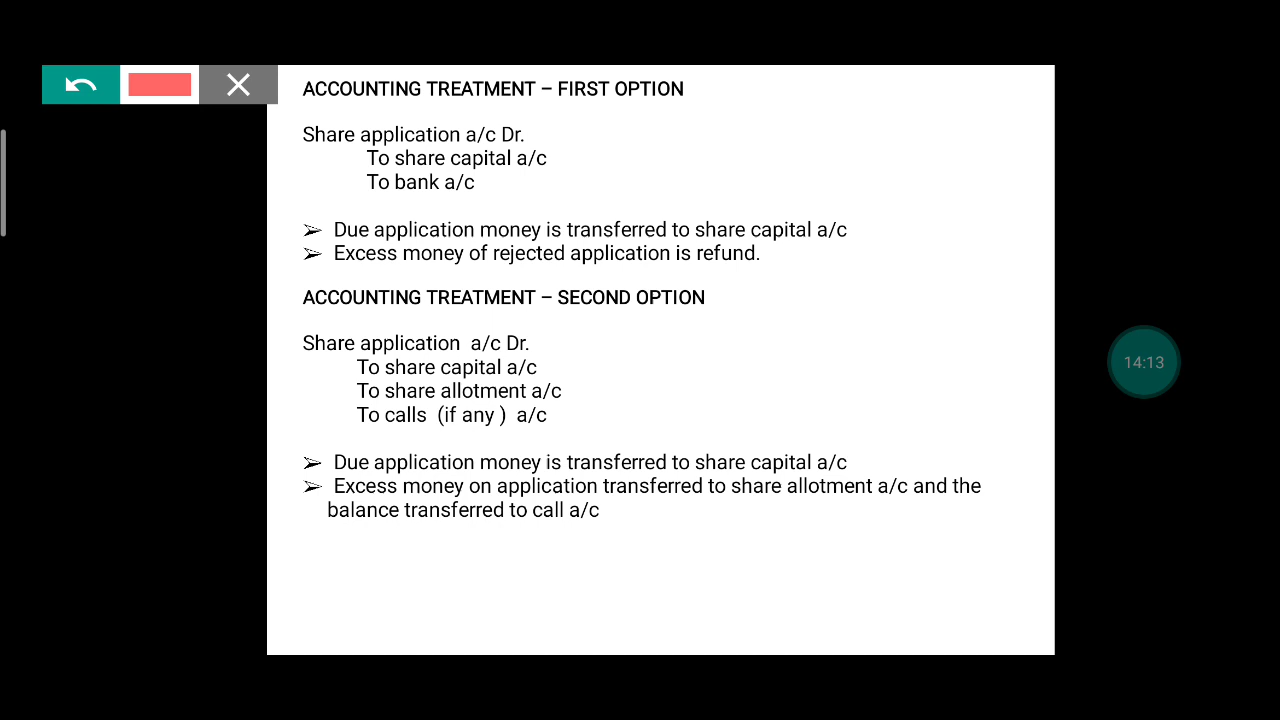 ACCOUNTING TREATMENT – FIRST OPTION
Share application a/c Dr.
To share capital a/c
To bank a/c
➢ Due application money is transferred to share capital a/c
➢ Excess money of rejected application is refund.
ACCOUNTING TREATMENT – SECOND OPTION
Share application a/c Dr.
To share capital a/c
To share allotment a/c
To calls (if any ) a/c
➢ Due application money is transferred to share capital a/c
➢ Excess money on application transferred to share allotment a/c and the
balance transferred to call a/c
14:13